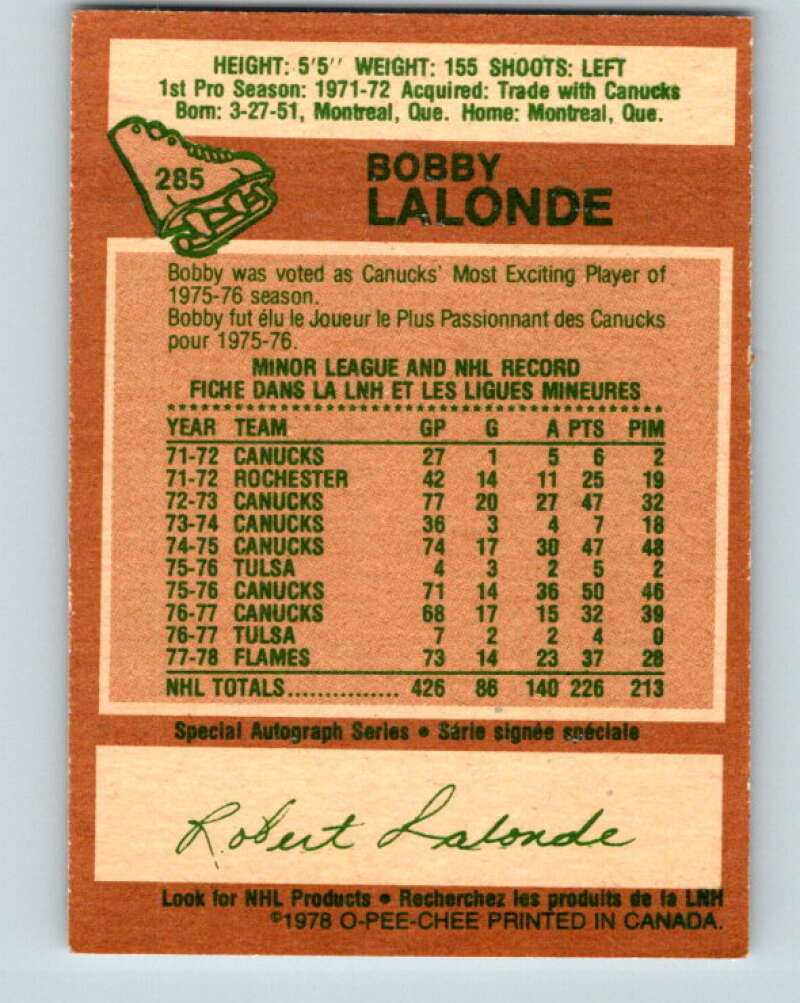 HEIGHT: 5'5'' WEIGHT: 155 SHOOTS: LEFT
1st Pro Season: 1971-72 Acquired: Trade with Canucks
Born: 3-27-51, Montreal, Que. Home: Montreal, Que.
285
BOBBY
LALONDE
Bobby was voted as Canucks' Most Exciting Player of
1975-76 season.
Bobby fut élu le Joueur le Plus Passionnant des Canucks
pour 1975-76.
MINOR LEAGUE AND NHL RECORD
FICHE DANS LA LNH ET LES LIGUES MINEURES
YEAR TEAM GP G A PTS PIM
71-72 CANUCKS 27 1 5 6 2
71-72 ROCHESTER 42 14 11 25 19
72-73 CANUCKS 77 20 27 47 32
73-74 CANUCKS 36 3 4 7 18
74-75 CANUCKS 74 17 30 47 48
75-76 TULSA 4 3 2 5 2
75-76 CANUCKS 71 14 36 50 46
76-77 CANUCKS 68 17 15 32 39
76-77 TULSA 7 2 2 4 0
77-78 FLAMES 73 14 23 37 28
NHL TOTALS............... 426 86 140 226 213
Special Autograph Series • Série signée spéciale
Robert Lalonde
Look for NHL Products • Recherchez les produits de la LNH
©1978 O-PEE-CHEE PRINTED IN CANADA.